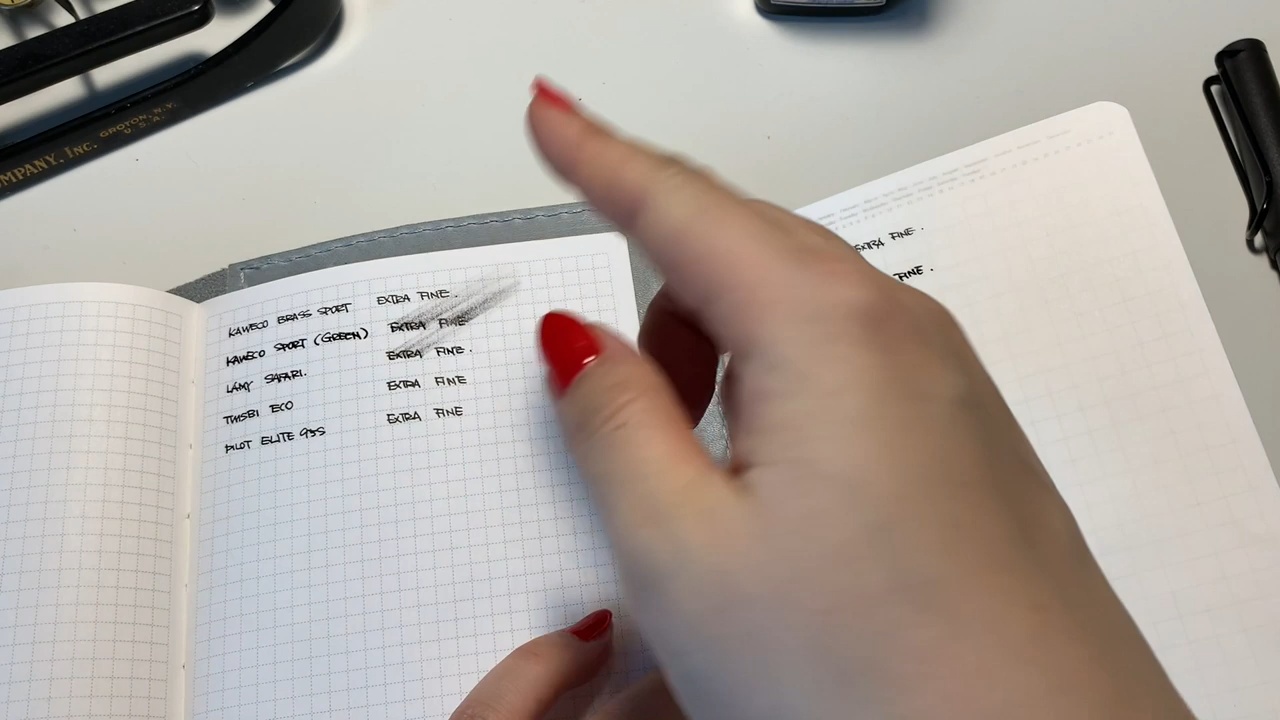 COMPANY, INC. GROTON, N.Y.
U.S.A.
KAWECO BRASS SPORT EXTRA FINE.
KAWECO SPORT (GREEN) EXTRA FINE
LAMY SAFARI. EXTRA FINE.
TWSBI ECO EXTRA FINE
PILOT ELITE 95S EXTRA FINE
EXTRA FINE.
FINE.